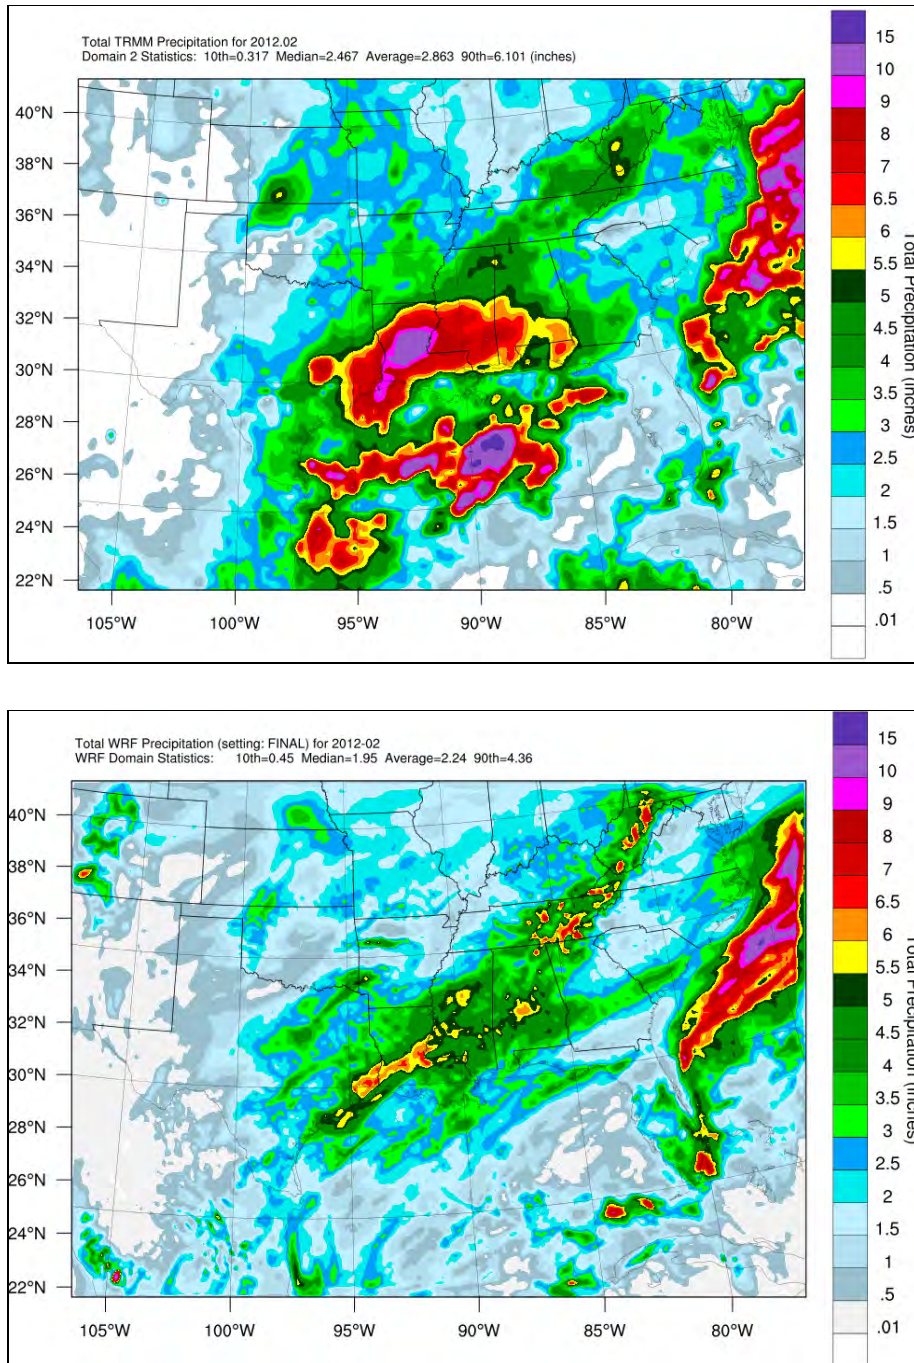 Total TRMM Precipitation for 2012.02
Domain 2 Statistics: 10th=0.317 Median=2.467 Average=2.863 90th=6.101 (inches)
40°N
38°N
36°N
34°N
32°N
30°N
28°N
26°N
24°N
22°N
105°W
100°W
95°W
90°W
85°W
80°W
15
10
9
8
7
6.5
6
5.5
5
4.5
4
3.5
3
2.5
2
1.5
1
.5
.01
Total Precipitation (inches)
Total WRF Precipitation (setting: FINAL) for 2012-02
WRF Domain Statistics: 10th=0.45 Median=1.95 Average=2.24 90th=4.36
40°N
38°N
36°N
34°N
32°N
30°N
28°N
26°N
24°N
22°N
105°W
100°W
95°W
90°W
85°W
80°W
15
10
9
8
7
6.5
6
5.5
5
4.5
4
3.5
3
2.5
2
1.5
1
.5
.01
Total Precipitation (inches)